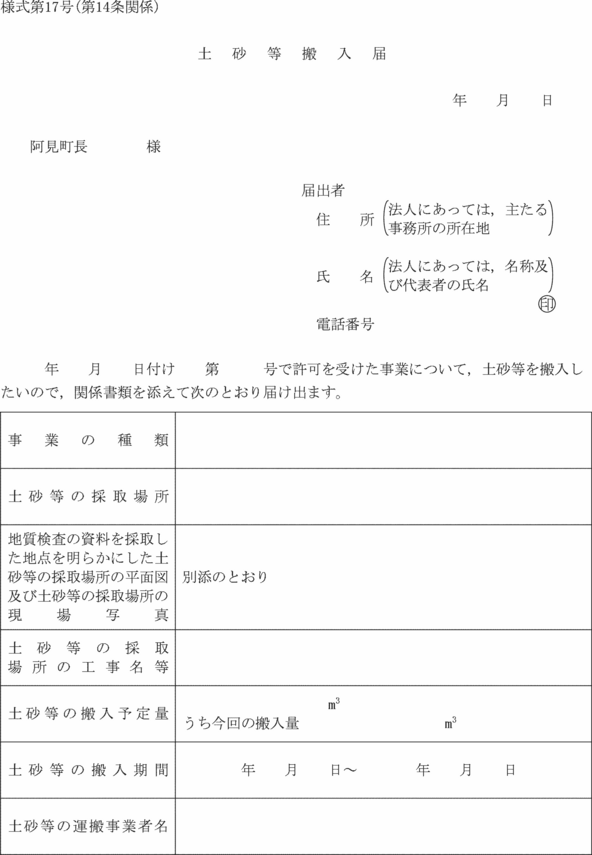 様式第17号(第14条関係)
土砂等搬入届
年　　月　　日
阿見町長　　　　様
届出者
住　　所 (法人にあっては，主たる
事務所の所在地)
氏　　名 (法人にあっては，名称及
び代表者の氏名)
印
電話番号
年　　月　　日付け　　第　　　号で許可を受けた事業について，土砂等を搬入し
たいので，関係書類を添えて次のとおり届け出ます。
事業の種類
土砂等の採取場所
地質検査の資料を採取し
た地点を明らかにした土
砂等の採取場所の平面図
及び土砂等の採取場所の
現場写真
別添のとおり
土砂等の採取
場所の工事名等
土砂等の搬入予定量
m³
うち今回の搬入量　　　　　　　　　　m³
土砂等の搬入期間
年　　月　　日～　　　　年　　月　　日
土砂等の運搬事業者名